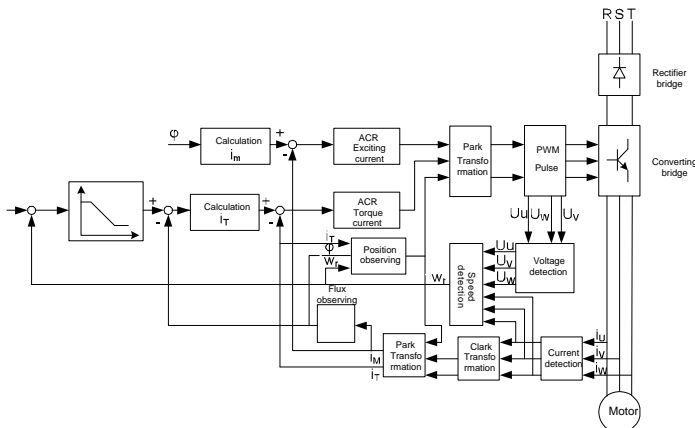 R S T
Rectifier
bridge
φ
+
-
Calculation
im
ACR
Exciting
current
Park
Transfo
rmation
PWM
Pulse
Converting
bridge
+
-
Calculation
iT
+
-
ACR
Torque
current
Uu Uw Uv
iT
φ
wr
Position
observing
Uu
Uv
Uw
Voltage
detection
wr
Speed
detection
Flux
observing
iM
iT
Park
Transfo
rmation
Clark
Transfo
rmation
Current
detection
iu
iv
iw
Motor